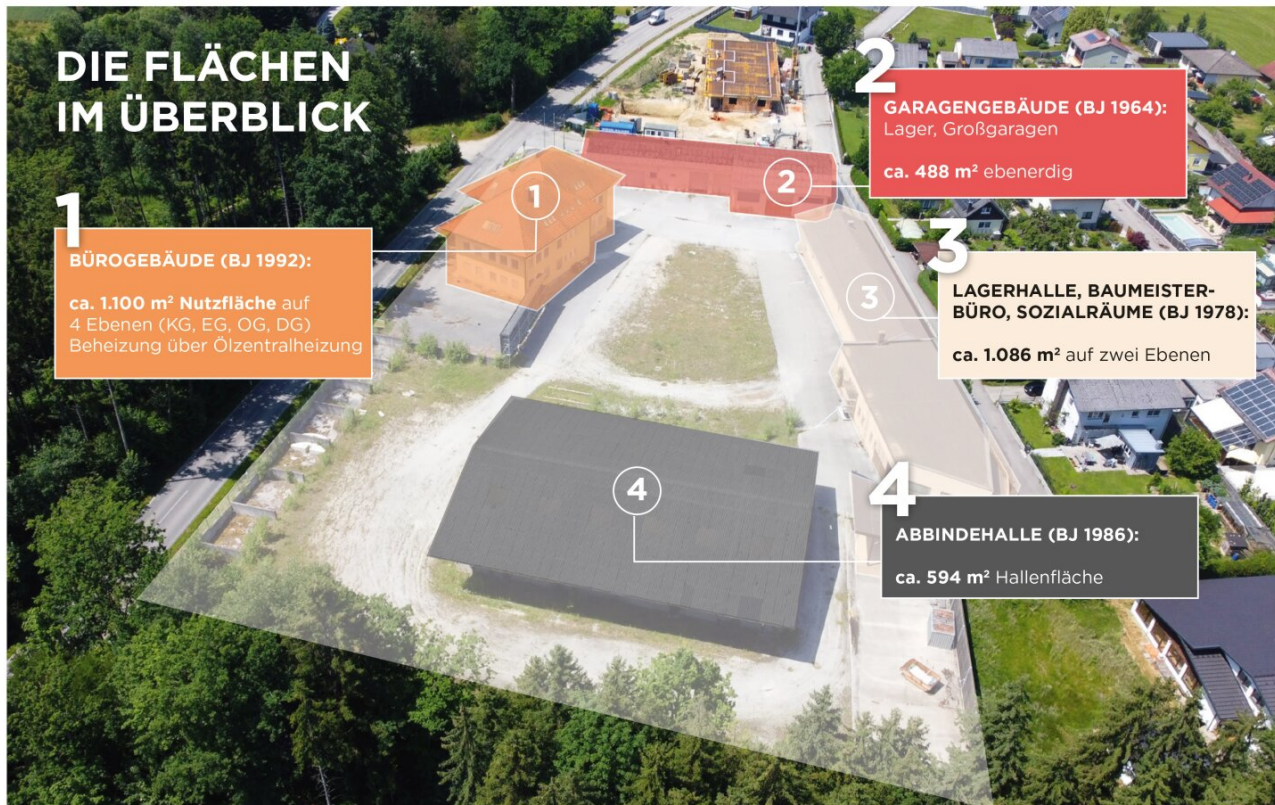 DIE FLÄCHEN
IM ÜBERBLICK
1
BÜROGEBÄUDE (BJ 1992):
ca. 1.100 m² Nutzfläche auf
4 Ebenen (KG, EG, OG, DG)
Beheizung über Ölzentralheizung
2
GARAGENGEBÄUDE (BJ 1964):
Lager, Großgaragen
ca. 488 m² ebenerdig
3
LAGERHALLE, BAUMEISTER-
BÜRO, SOZIALRÄUME (BJ 1978):
ca. 1.086 m² auf zwei Ebenen
4
ABBINDEHALLE (BJ 1986):
ca. 594 m² Hallenfläche
1
2
3
4